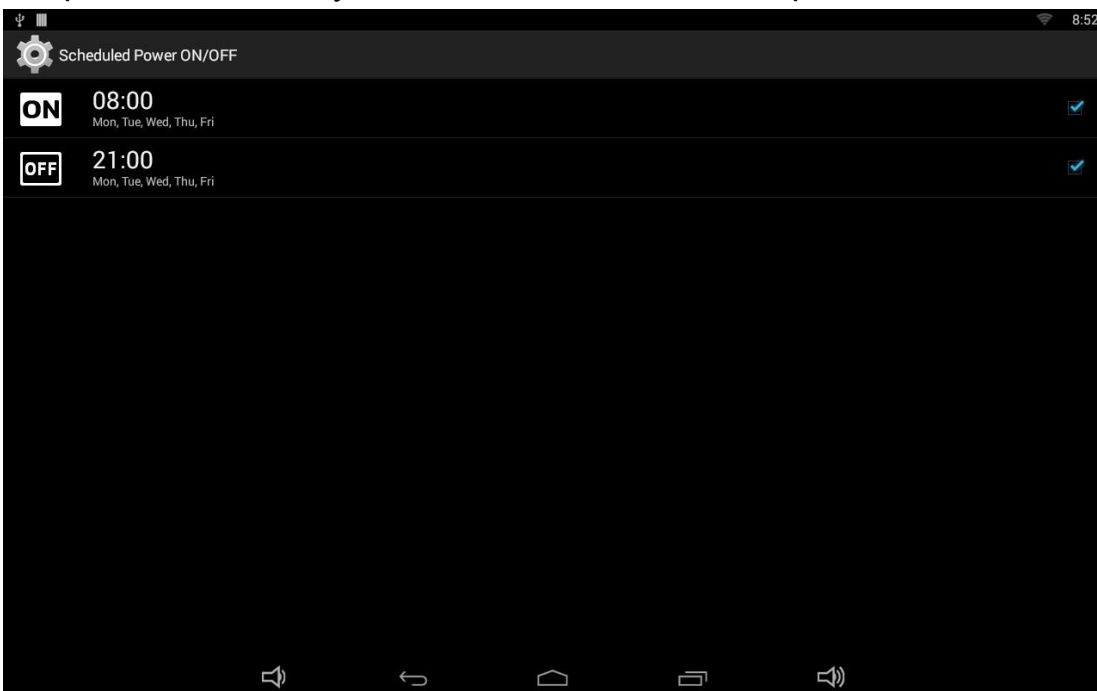 8:52
Scheduled Power ON/OFF
ON
08:00
Mon, Tue, Wed, Thu, Fri
OFF
21:00
Mon, Tue, Wed, Thu, Fri